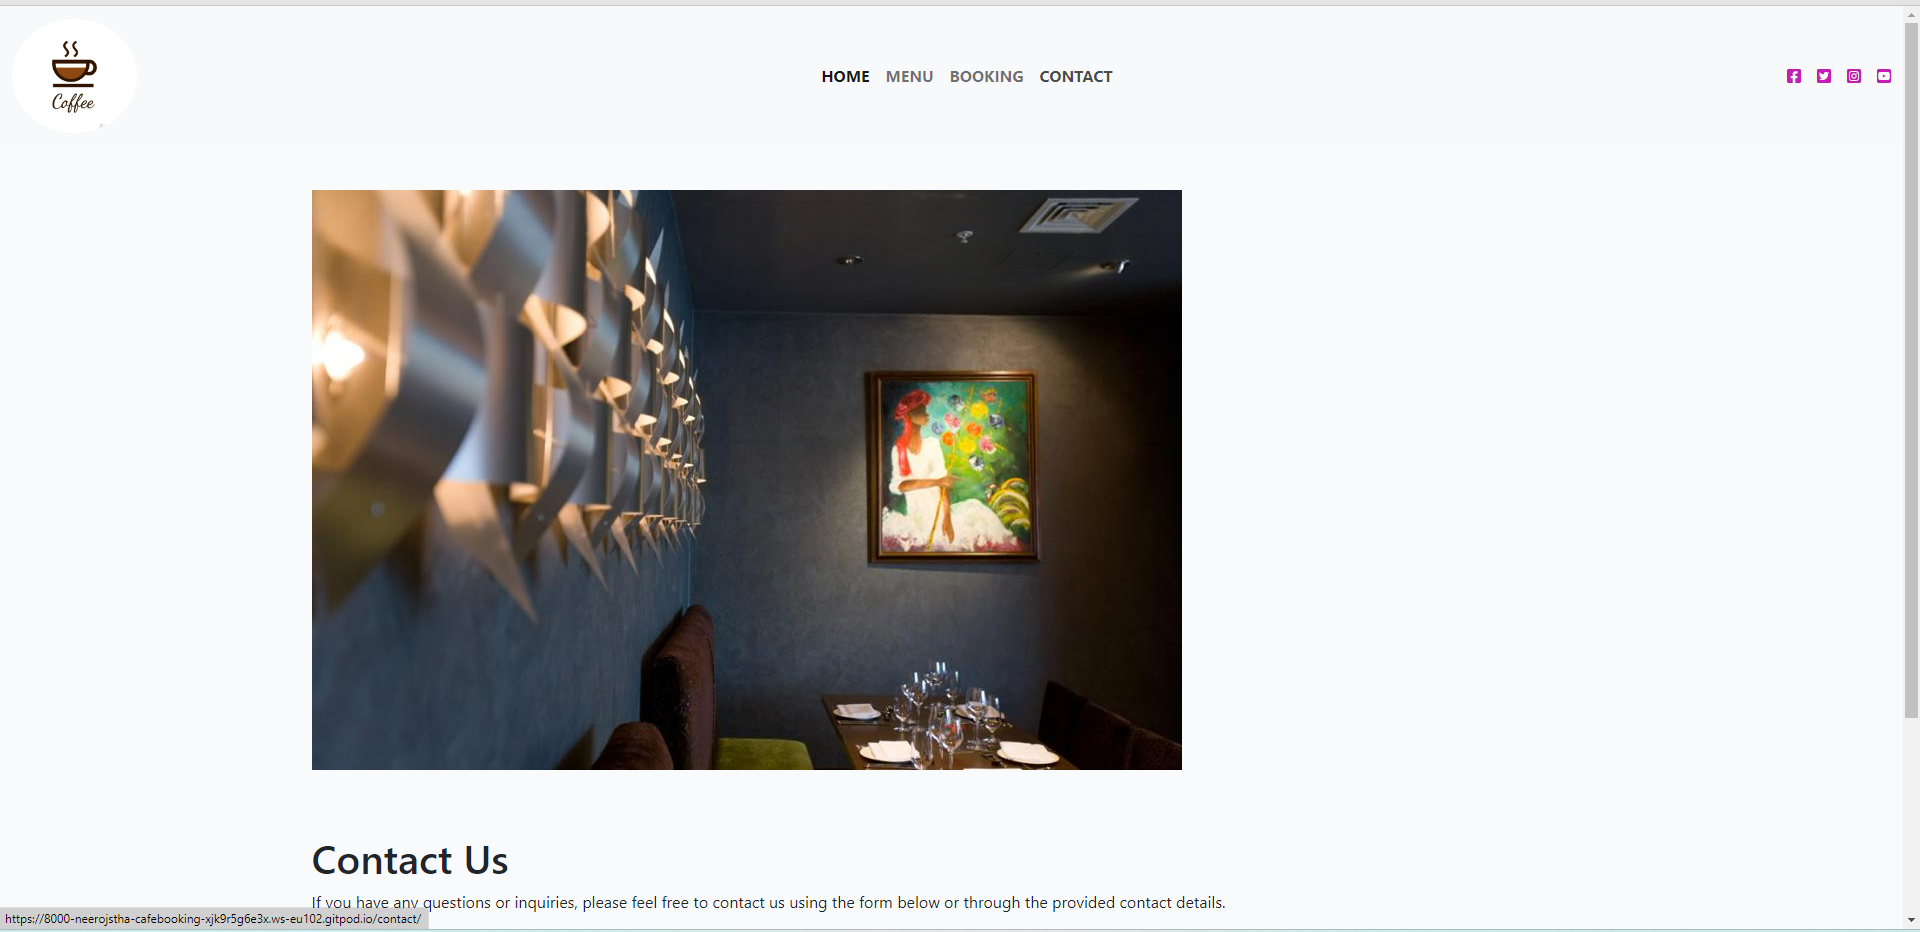 Coffee
HOME MENU BOOKING CONTACT
Contact Us
If you have any questions or inquiries, please feel free to contact us using the form below or through the provided contact details.
https://8000-neerojstha-cafebooking-xjk9r5g6e3x.ws-eu102.gitpod.io/contact/